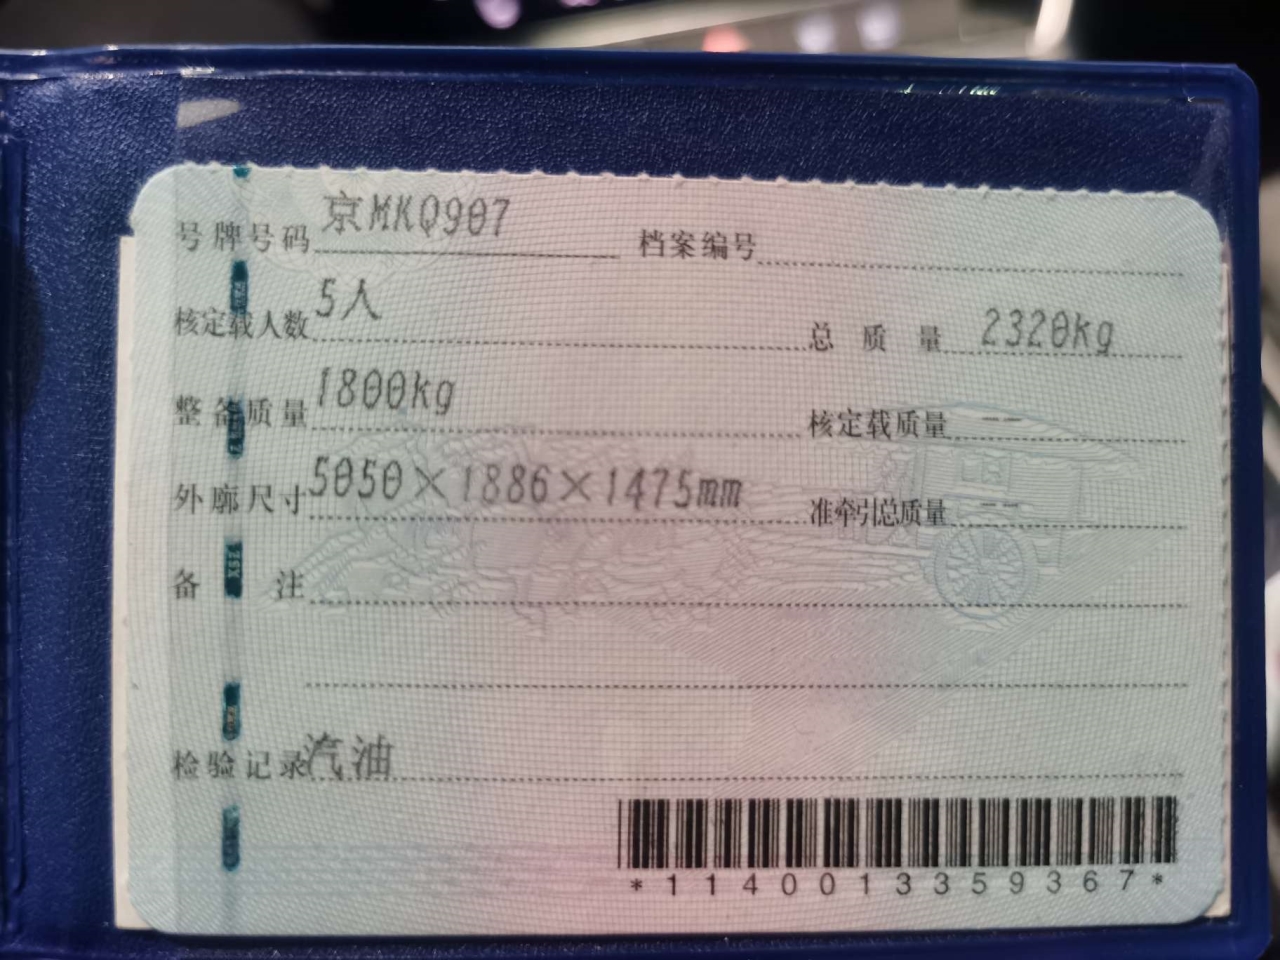 号牌号码 京MKQ907 档案编号
核定载人数 5人 总质量 2320kg
整备质量 1800kg 核定载质量 --
外廓尺寸 5050×1886×1475mm 准牵引总质量 --
备注
检验记录 汽油
*1140013359367*